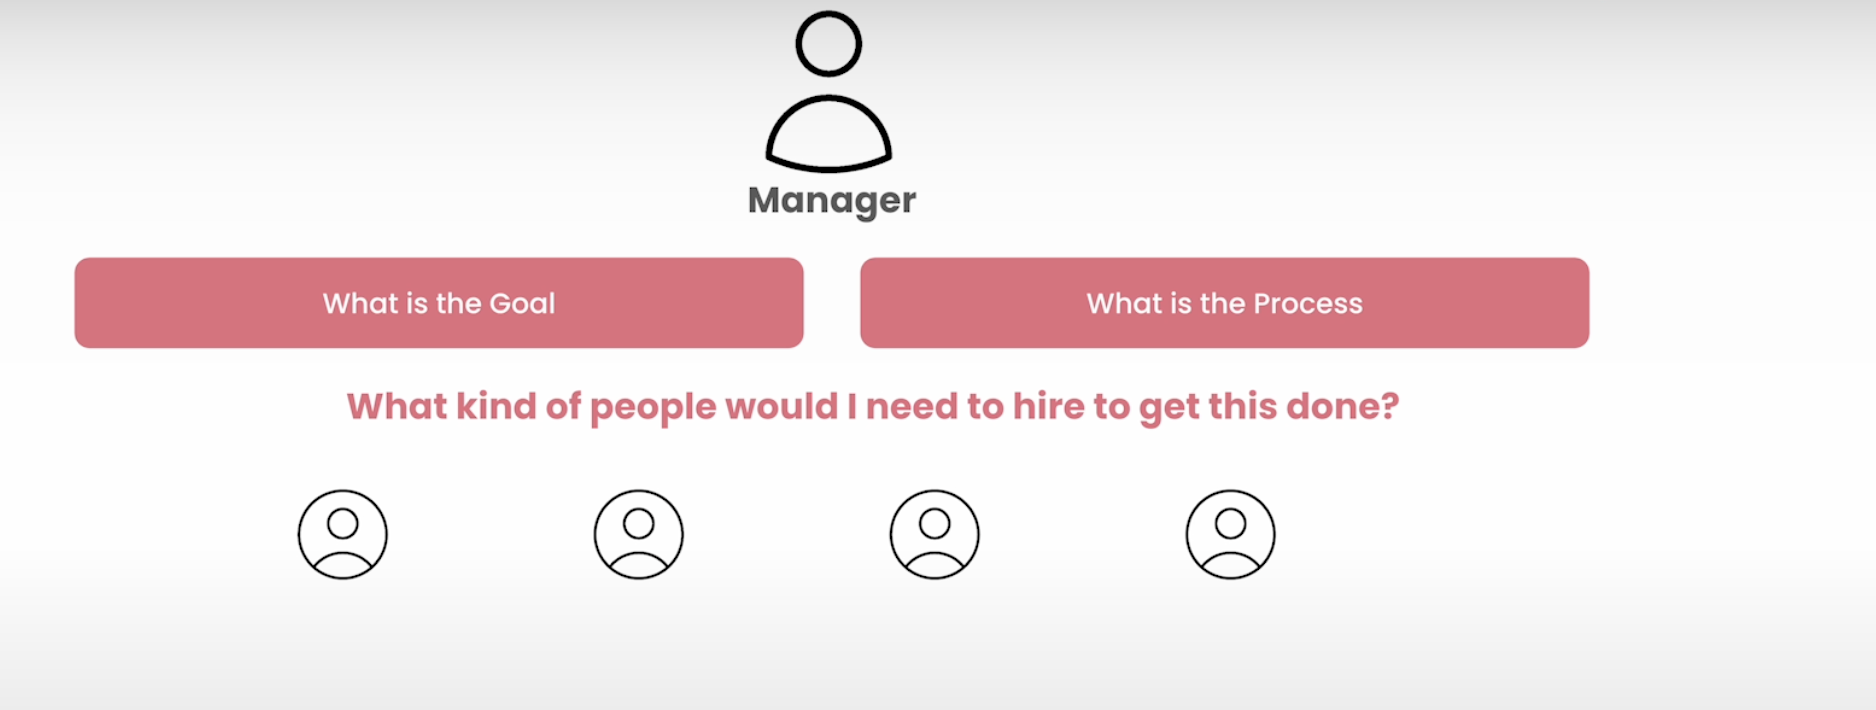 Manager
What is the Goal
What is the Process
What kind of people would I need to hire to get this done?